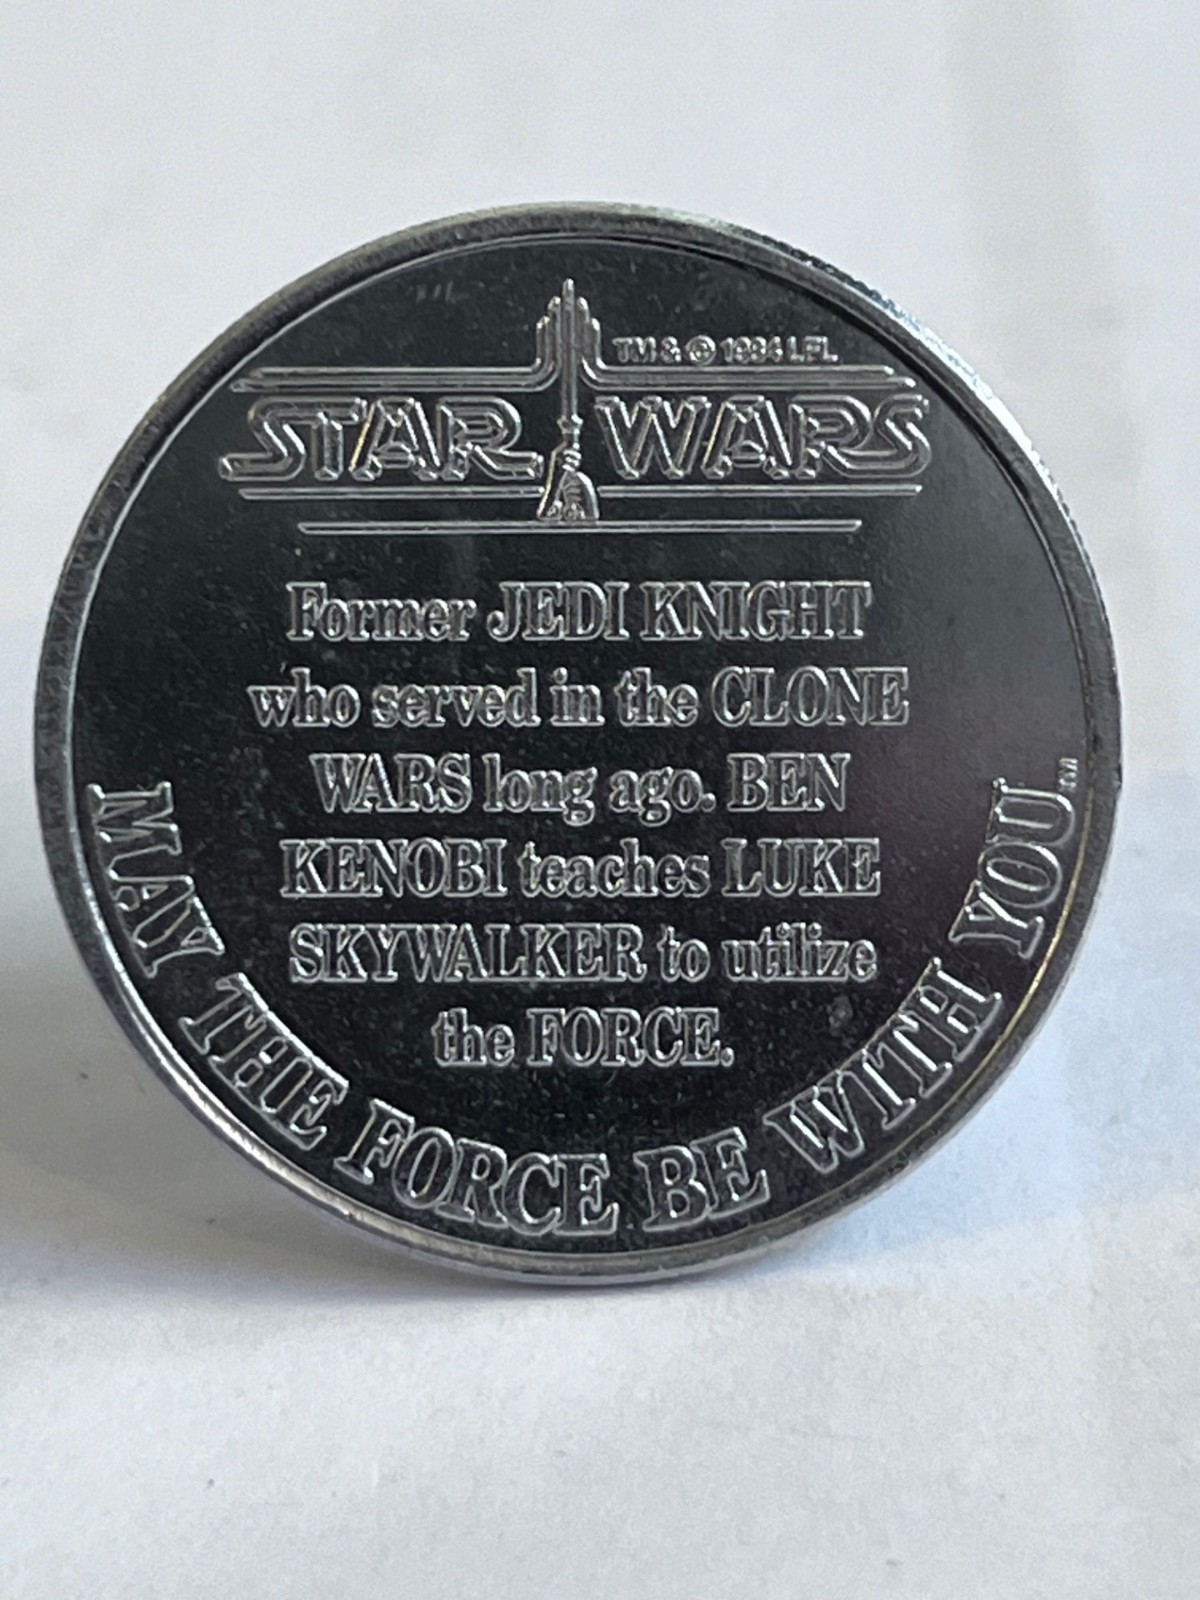 TM & © 1984 LFL
STAR WARS
Former JEDI KNIGHT
who served in the CLONE
WARS long ago. BEN
KENOBI teaches LUKE
SKYWALKER to utilize
the FORCE.
MAY THE FORCE BE WITH YOU™